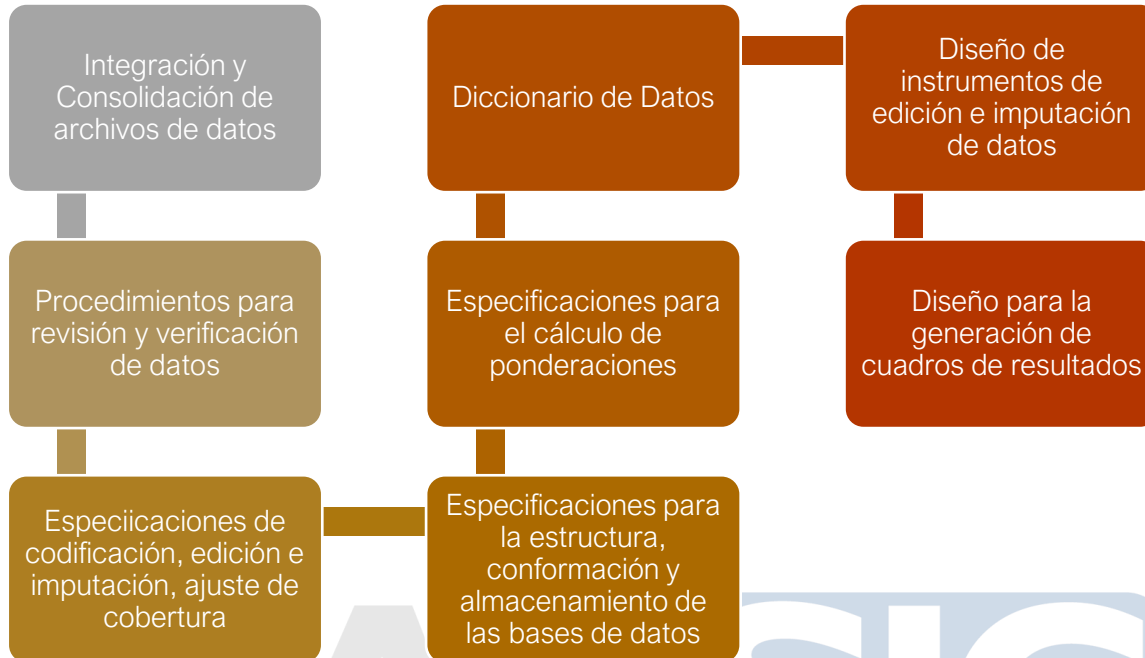 Integración y
Consolidación de
archivos de datos
Procedimientos para
revisión y verificación
de datos
Especiicaciones de
codificación, edición e
imputación, ajuste de
cobertura
Especificaciones para
la estructura,
conformación y
almacenamiento de
las bases de datos
Especificaciones para
el cálculo de
ponderaciones
Diccionario de Datos
Diseño de
instrumentos de
edición e imputación
de datos
Diseño para la
generación de
cuadros de resultados